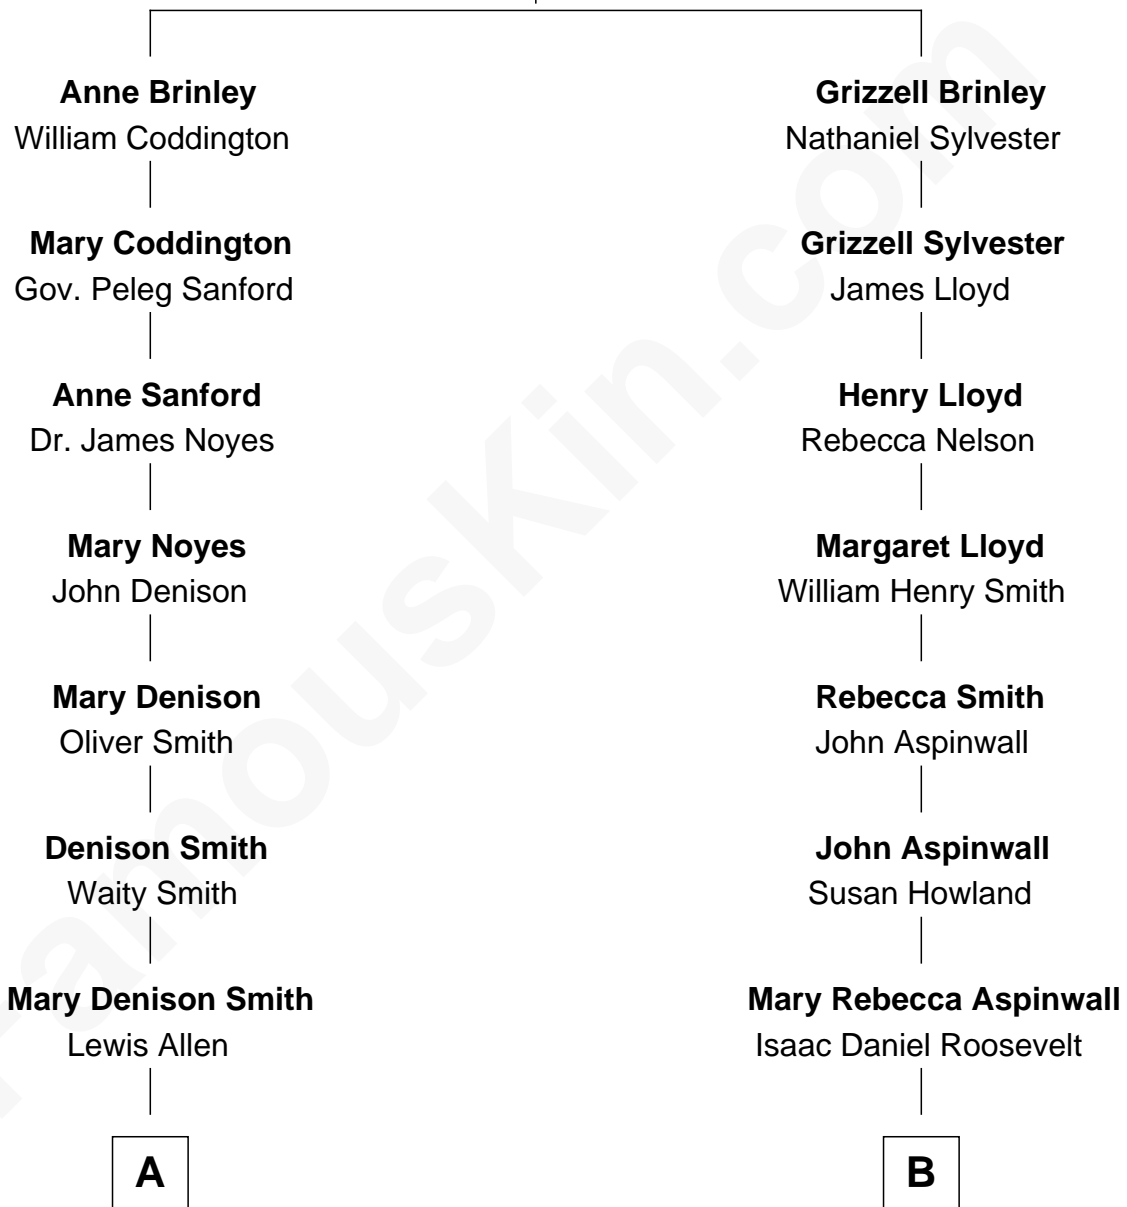 Anne Brinley
William Coddington
Mary Coddington
Gov. Peleg Sanford
Anne Sanford
Dr. James Noyes
Mary Noyes
John Denison
Mary Denison
Oliver Smith
Denison Smith
Waity Smith
Mary Denison Smith
Lewis Allen
A
Grizzell Brinley
Nathaniel Sylvester
Grizzell Sylvester
James Lloyd
Henry Lloyd
Rebecca Nelson
Margaret Lloyd
William Henry Smith
Rebecca Smith
John Aspinwall
John Aspinwall
Susan Howland
Mary Rebecca Aspinwall
Isaac Daniel Roosevelt
B
FamousKin.com